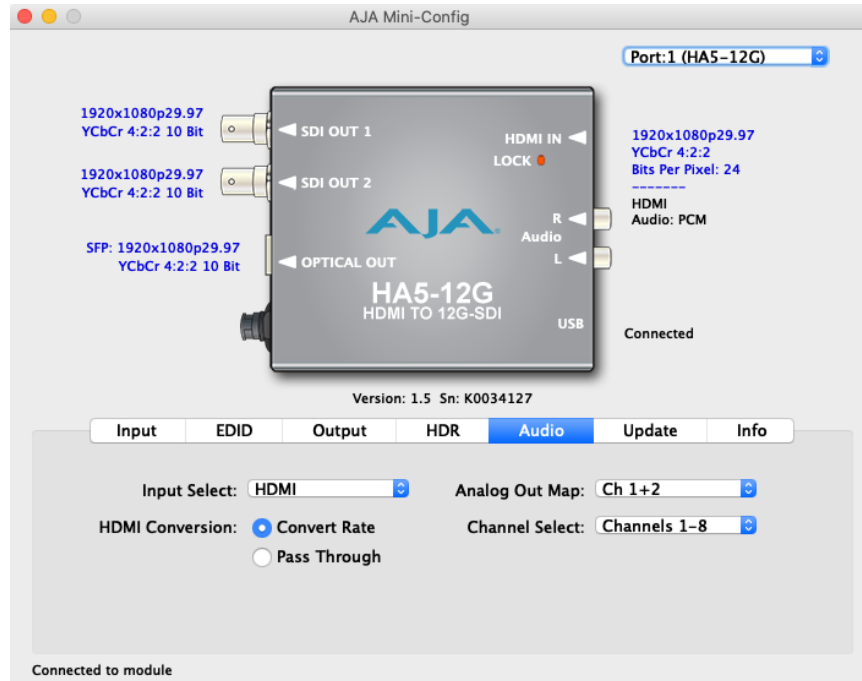 AJA Mini-Config
Port:1 (HA5-12G)
1920x1080p29.97
YCbCr 4:2:2 10 Bit
SDI OUT 1
HDMI IN
LOCK
1920x1080p29.97
YCbCr 4:2:2
Bits Per Pixel: 24
-------
HDMI
Audio: PCM
1920x1080p29.97
YCbCr 4:2:2 10 Bit
SDI OUT 2
AJA
R
Audio
L
SFP: 1920x1080p29.97
YCbCr 4:2:2 10 Bit
OPTICAL OUT
HA5-12G
HDMI TO 12G-SDI
USB
Connected
Version: 1.5 Sn: K0034127
Input EDID Output HDR Audio Update Info
Input Select: HDMI Analog Out Map: Ch 1+2
HDMI Conversion: Convert Rate Channel Select: Channels 1-8
Pass Through
Connected to module